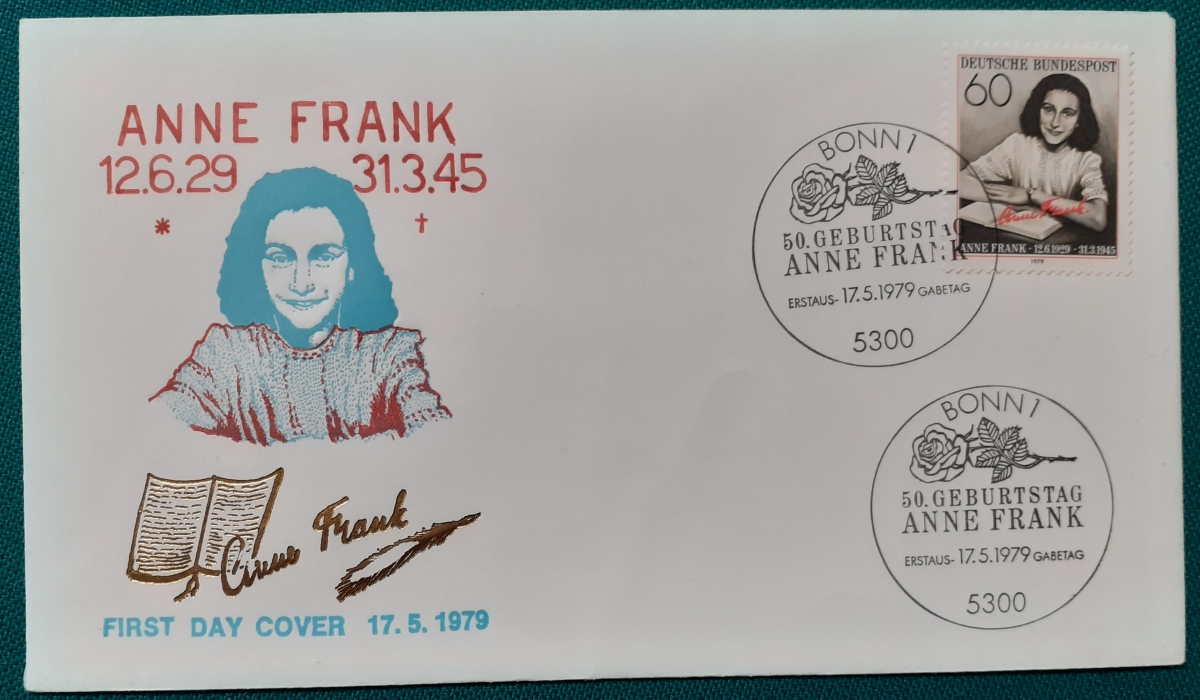 ANNE FRANK
12.6.29 31.3.45
* †
Anne Frank
FIRST DAY COVER 17.5.1979
DEUTSCHE BUNDESPOST
60
Anne Frank.
ANNE FRANK · 12.6.1929 · 31.3.1945
1979
BONN 1
50. GEBURTSTAG
ANNE FRANK
ERSTAUS- 17.5.1979 GABETAG
5300
BONN 1
50. GEBURTSTAG
ANNE FRANK
ERSTAUS- 17.5.1979 GABETAG
5300